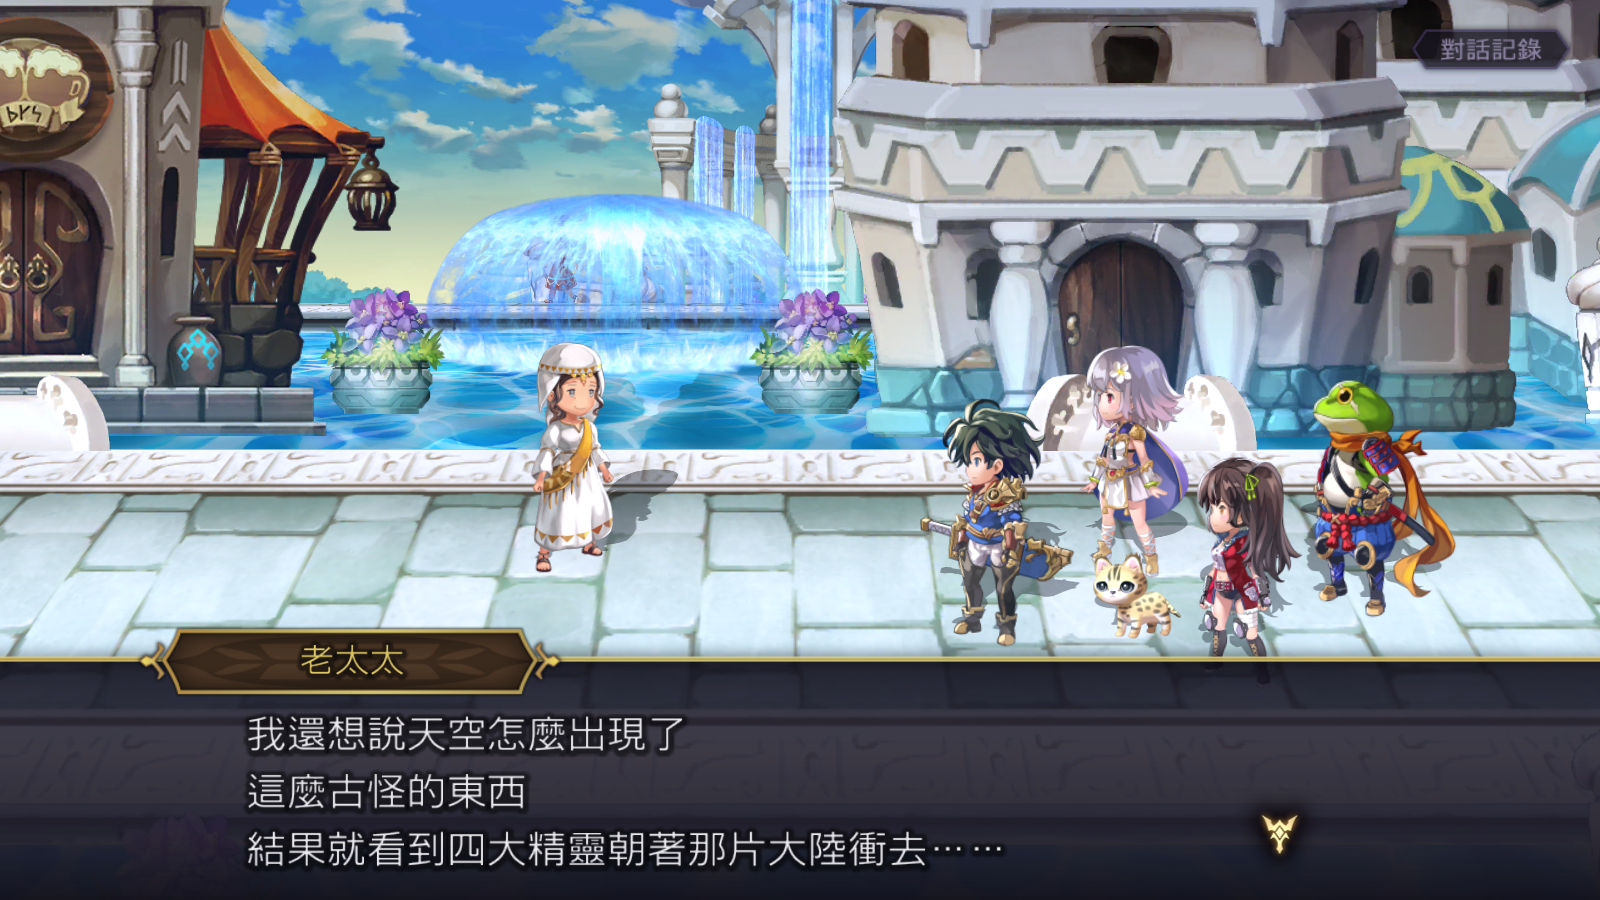 對話記錄
老太太
我還想說天空怎麼出現了
這麼古怪的東西
結果就看到四大精靈朝著那片大陸衝去……